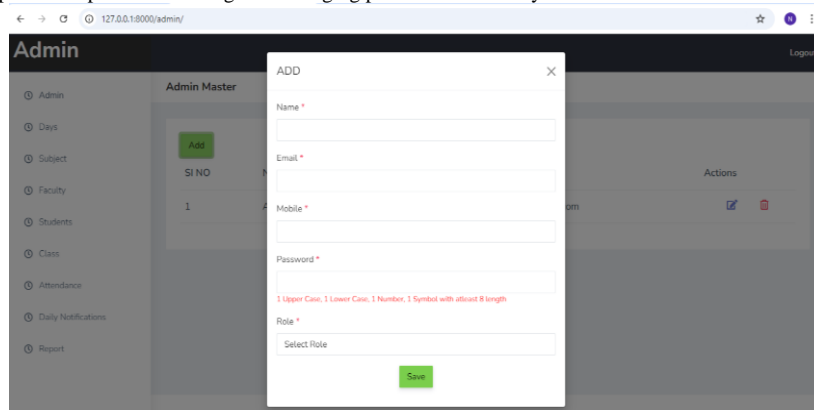 127.0.0.1:8000/admin/
N
Admin
Logou
ADD
Admin
Admin Master
Name *
Days
Add
Subject
Email *
SI NO
N
Actions
Faculty
1
A
Mobile *
om
Students
Class
Password *
Attendance
1 Upper Case, 1 Lower Case, 1 Number, 1 Symbol with atleast 8 length
Daily Notifications
Role *
Report
Select Role
Save